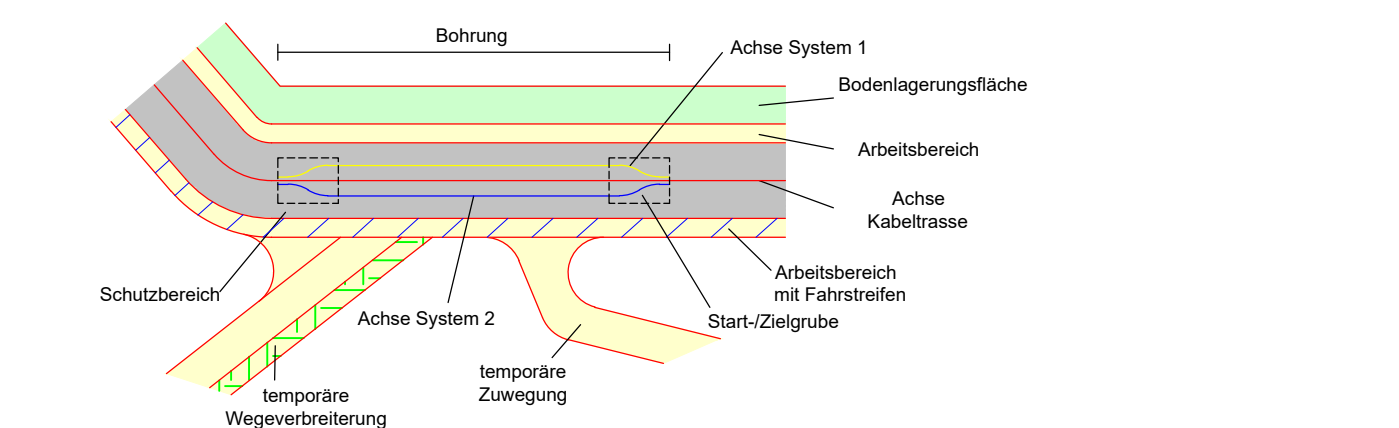 Bohrung
Achse System 1
Bodenlagerungsfläche
Arbeitsbereich
Achse
Kabeltrasse
Arbeitsbereich
mit Fahrstreifen
Schutzbereich
Achse System 2
Start-/Zielgrube
temporäre
Zuwegung
temporäre
Wegeverbreiterung